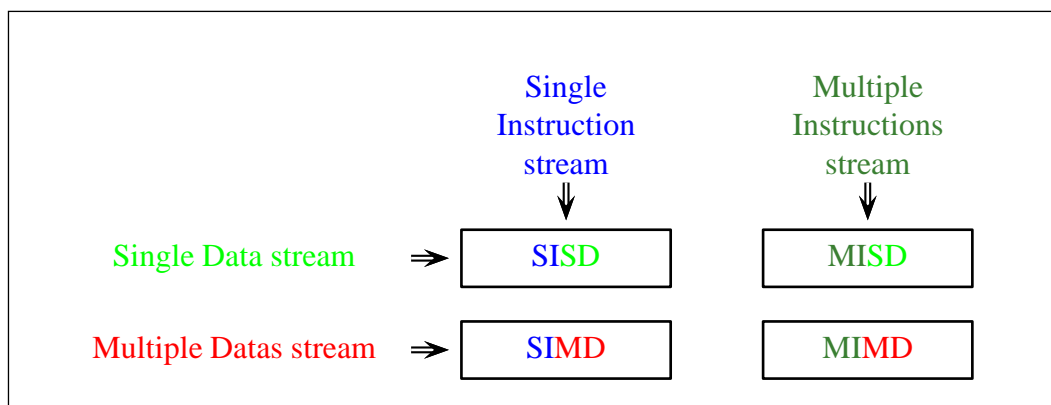 Single
Instruction
stream
Multiple
Instructions
stream
Single Data stream
SISD
MISD
Multiple Datas stream
SIMD
MIMD